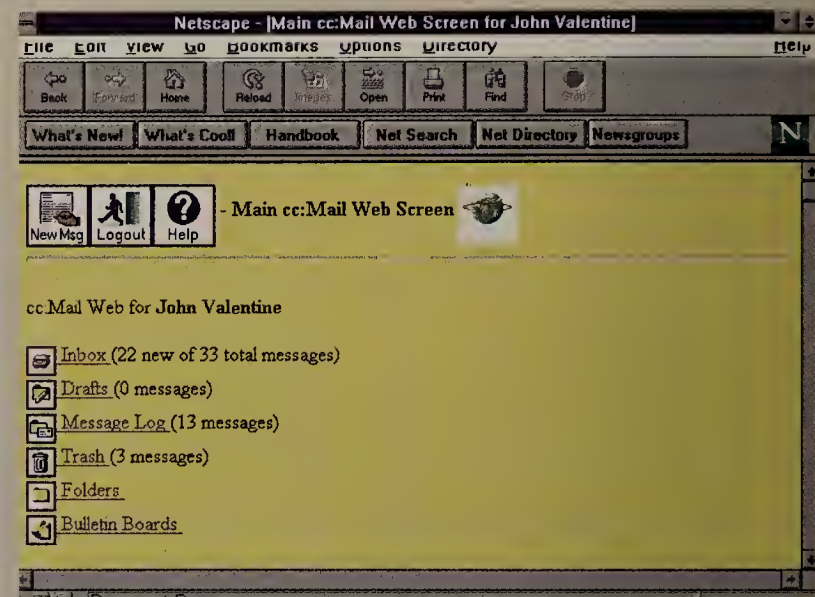 Netscape - [Main cc:Mail Web Screen for John Valentine]
File Edit View Go Bookmarks Options Directory Help
Back Forward Home Reload Images Open Print Find Stop
What's New! What's Cool! Handbook Net Search Net Directory Newsgroups N
New Msg Logout Help - Main cc:Mail Web Screen
cc:Mail Web for John Valentine
Inbox (22 new of 33 total messages)
Drafts (0 messages)
Message Log (13 messages)
Trash (3 messages)
Folders
Bulletin Boards